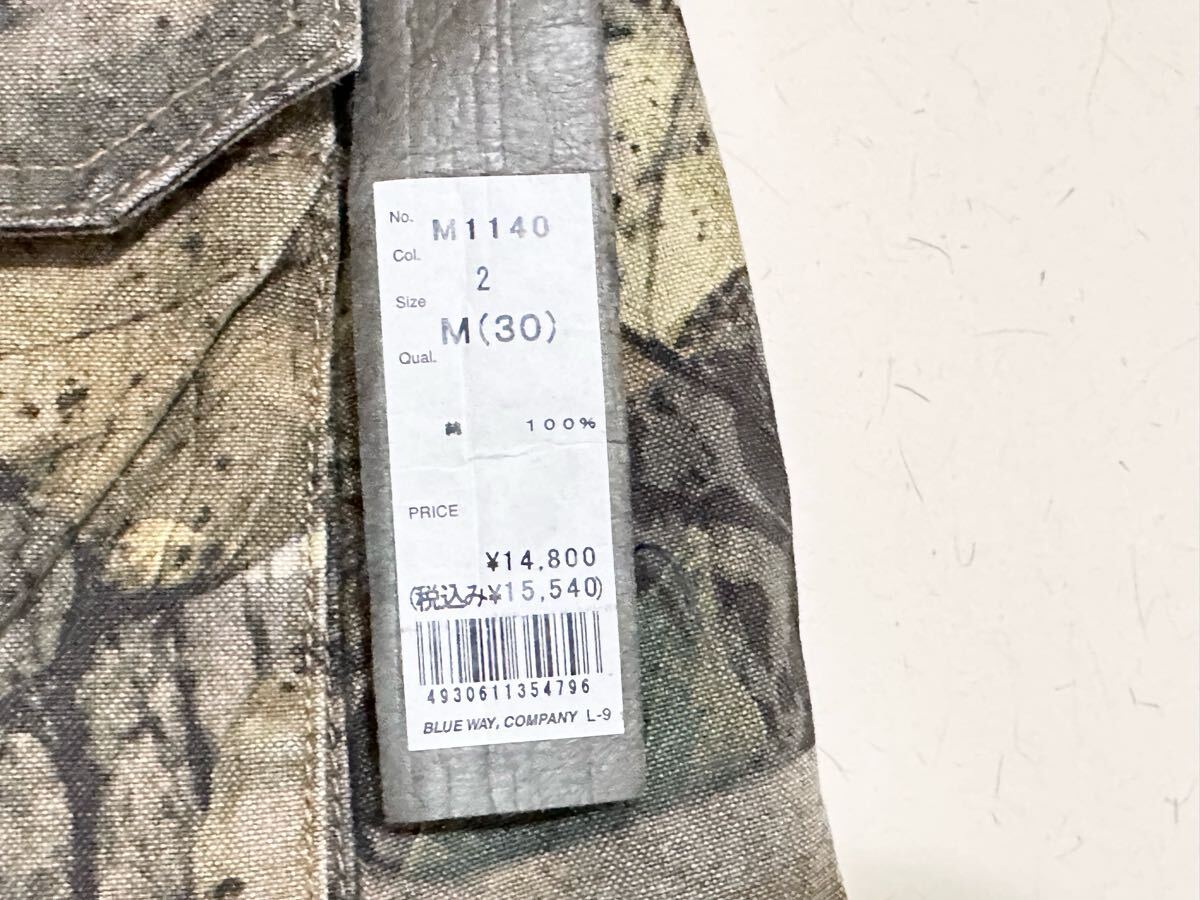 No. M1140
Col. 2
Size M(30)
Qual.
綿 100%
PRICE
¥14,800
(税込み¥15,540)
4930611354796
BLUE WAY, COMPANY L-9